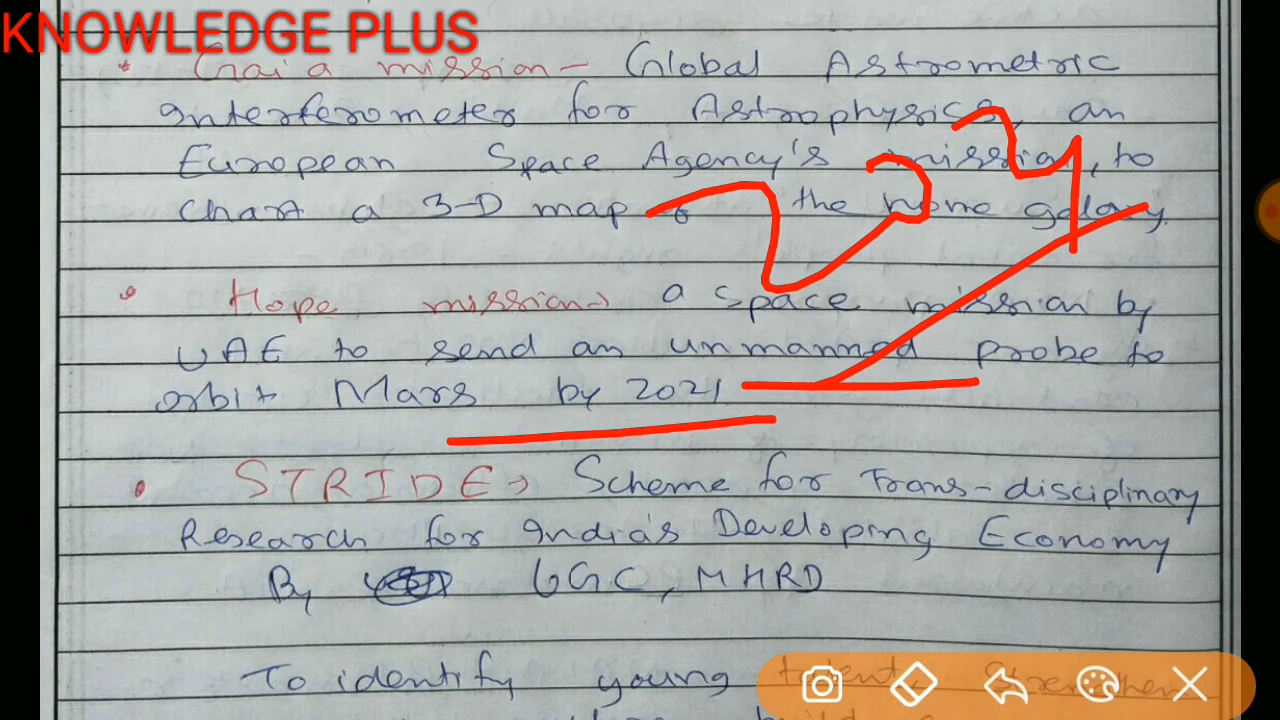 KNOWLEDGE PLUS
Gaia mission - Global Astrometric
Interferometer for Astrophysics, an
European Space Agency's mission, to
Chart a 3-D map the home galaxy.
Hope mission → a space mission by
UAE to send an unmanned probe to
orbit Mars by 2021
STRIDE → Scheme for Trans-disciplinary
Research for India's Developing Economy
By UGC, MHRD
To identify young talent, Strengthen